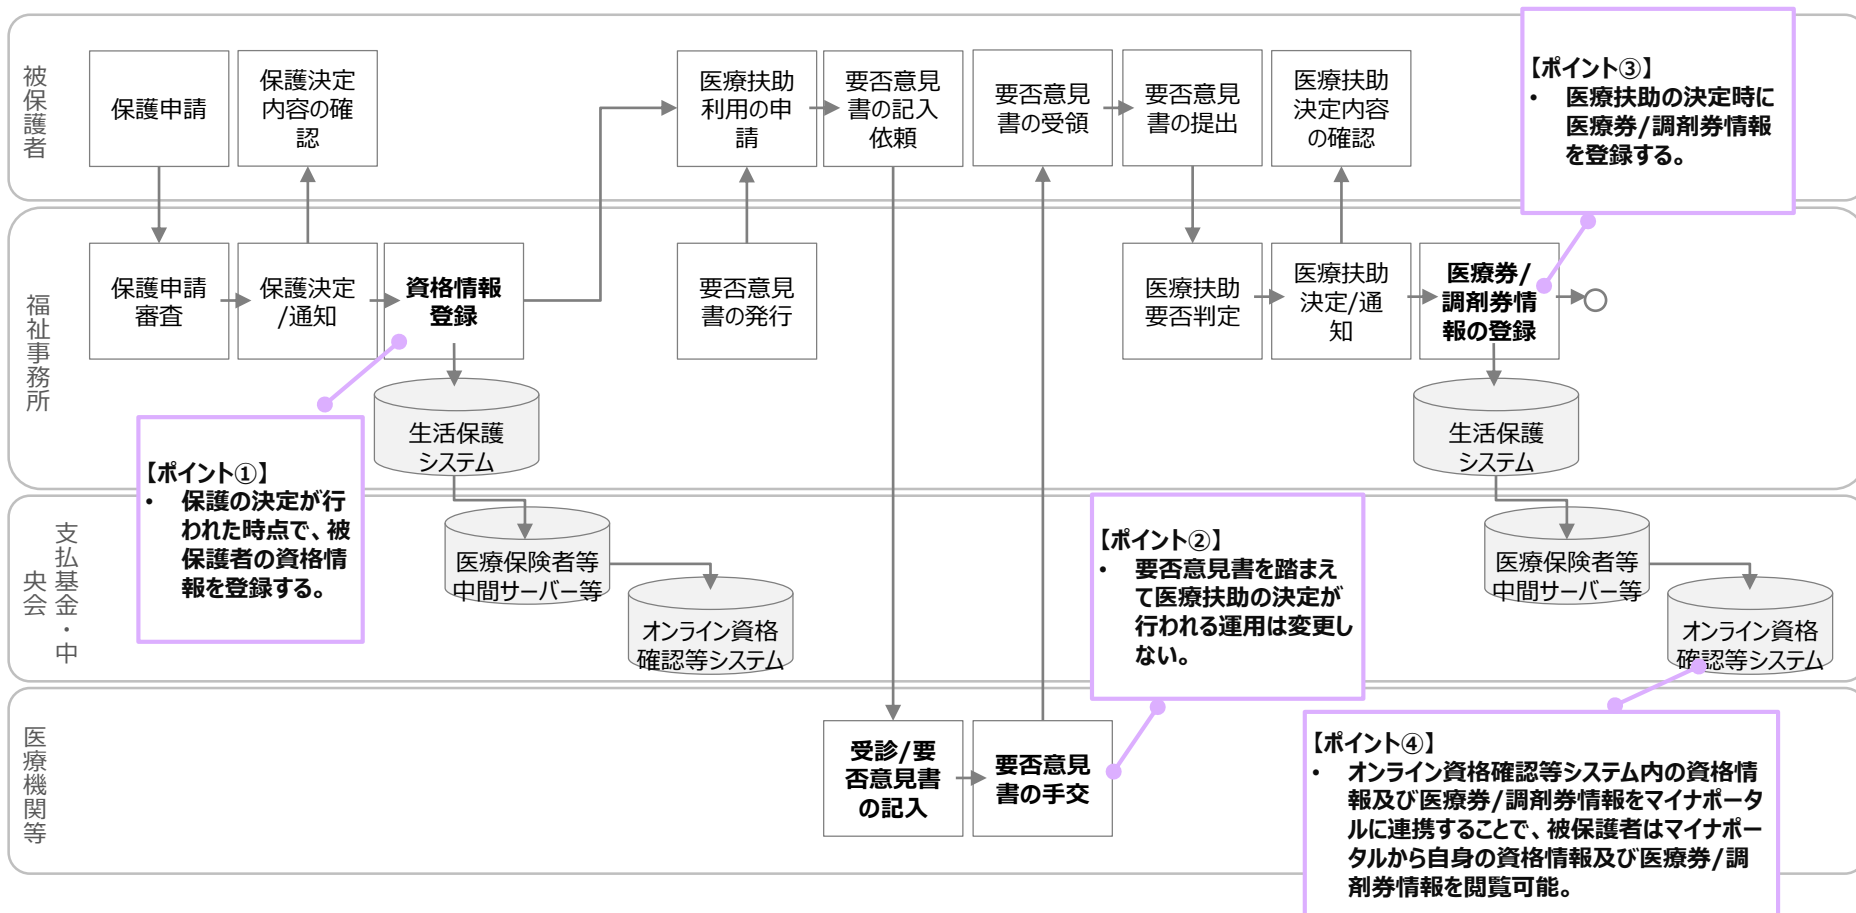 被保護者
保護申請
保護決定
内容の確
認
医療扶助
利用の申
請
要否意見
書の記入
依頼
要否意見
書の受領
要否意見
書の提出
医療扶助
決定内容
の確認
【ポイント③】
• 医療扶助の決定時に
医療券/調剤券情報
を登録する。
福祉事務所
保護申請
審査
保護決定
/通知
資格情報
登録
要否意見
書の発行
医療扶助
要否判定
医療扶助
決定/通
知
医療券/
調剤券情
報の登録
生活保護
システム
生活保護
システム
【ポイント①】
• 保護の決定が行
われた時点で、被
保護者の資格情
報を登録する。
支払基金・中
央会
医療保険者等
中間サーバー等
オンライン資格
確認等システム
【ポイント②】
• 要否意見書を踏まえ
て医療扶助の決定が
行われる運用は変更し
ない。
医療保険者等
中間サーバー等
オンライン資格
確認等システム
医療機関等
受診/要
否意見書
の記入
要否意見
書の手交
【ポイント④】
• オンライン資格確認等システム内の資格情
報及び医療券/調剤券情報をマイナポータ
ルに連携することで、被保護者はマイナポー
タルから自身の資格情報及び医療券/調
剤券情報を閲覧可能。